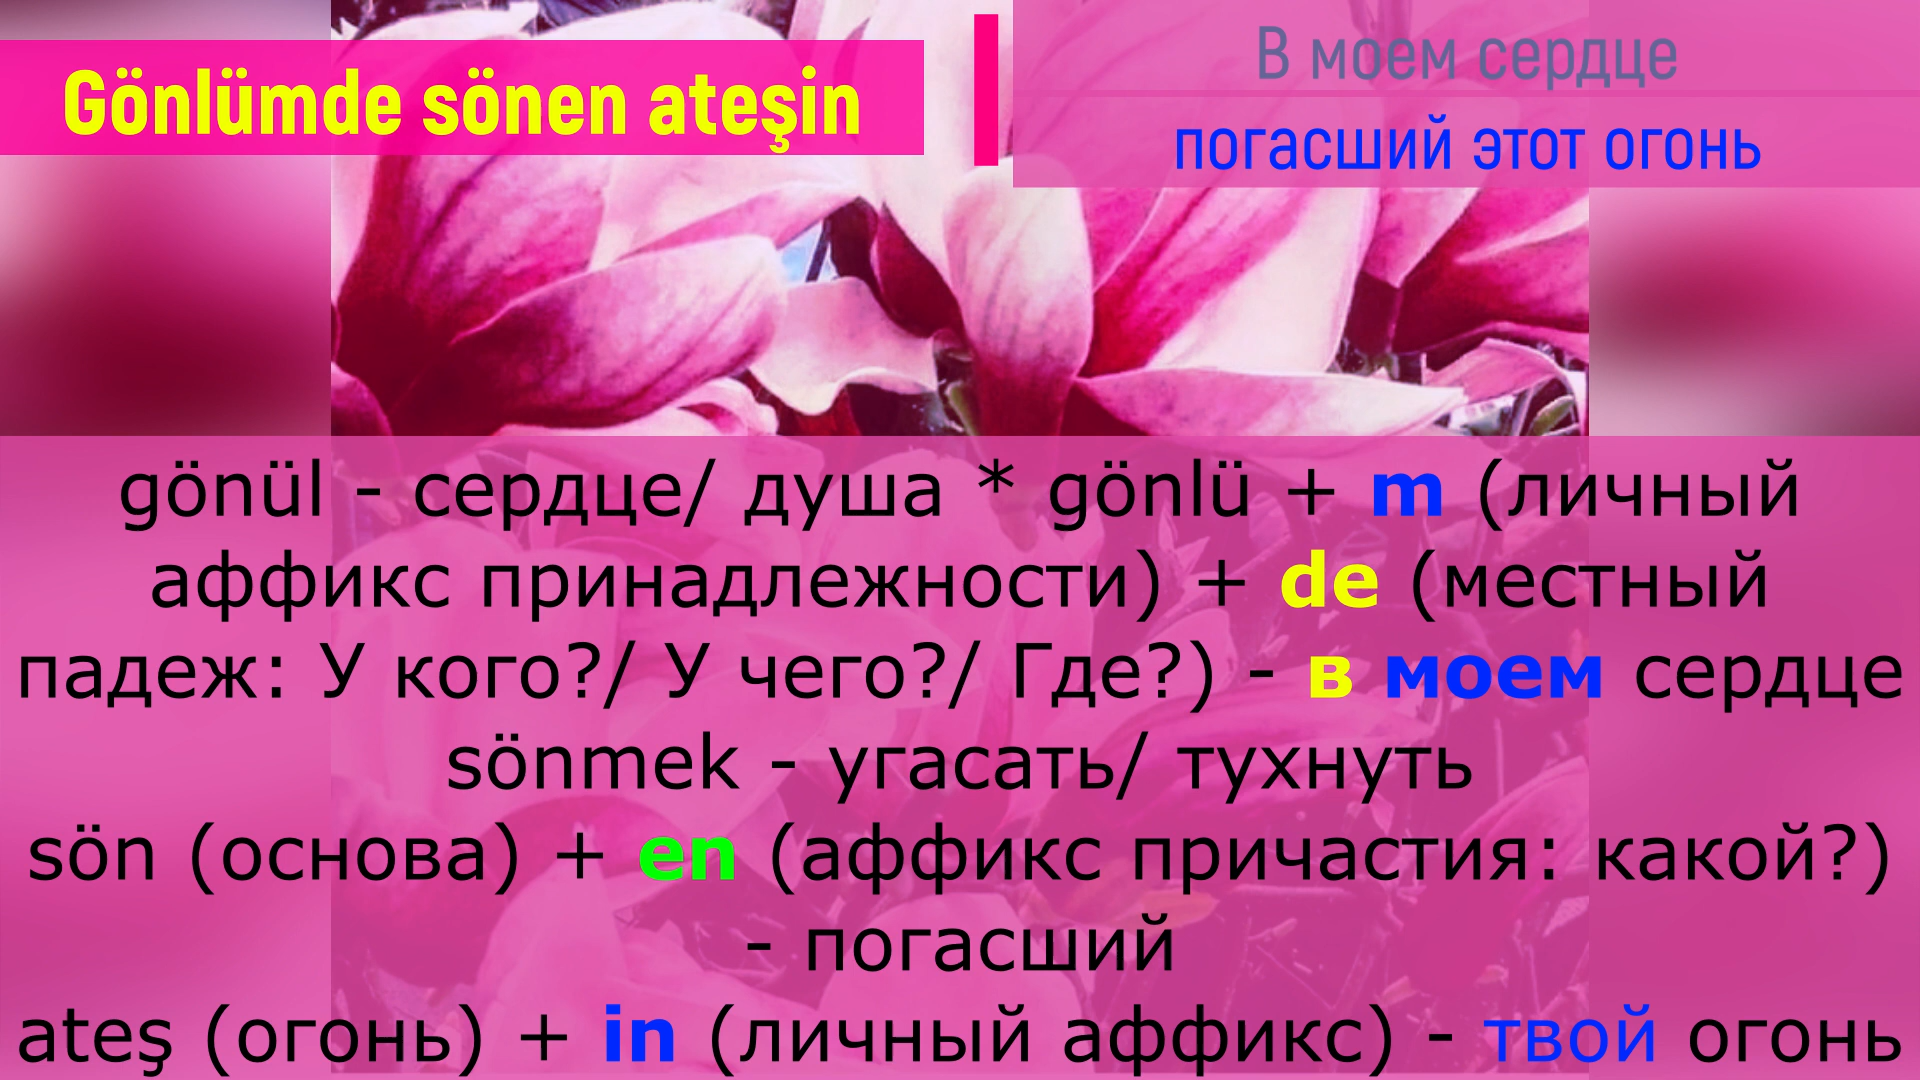 Gönlümde sönen ateşin
В моем сердце
погасший этот огонь
gönül - сердце/ душа * gönlü + m (личный
аффикс принадлежности) + de (местный
падеж: У кого?/ У чего?/ Где?) - в моем сердце
sönmek - угасать/ тухнуть
sön (основа) + en (аффикс причастия: какой?)
- погасший
ateş (огонь) + in (личный аффикс) - твой огонь